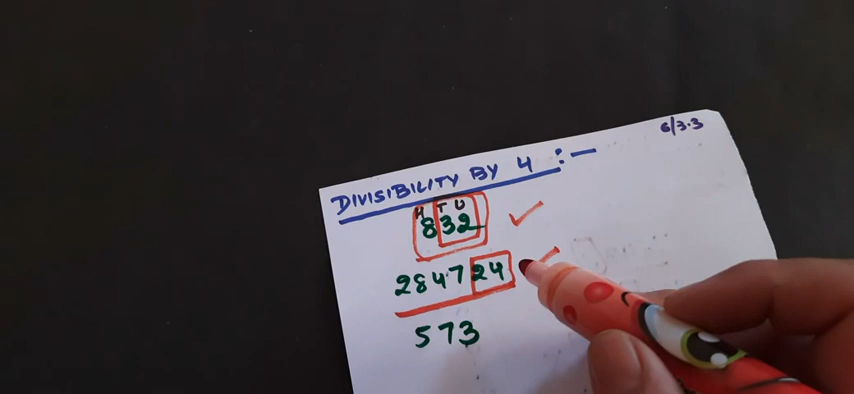 6/3.3
DIVISIBILITY BY 4 :-
H T U
832
284724
573